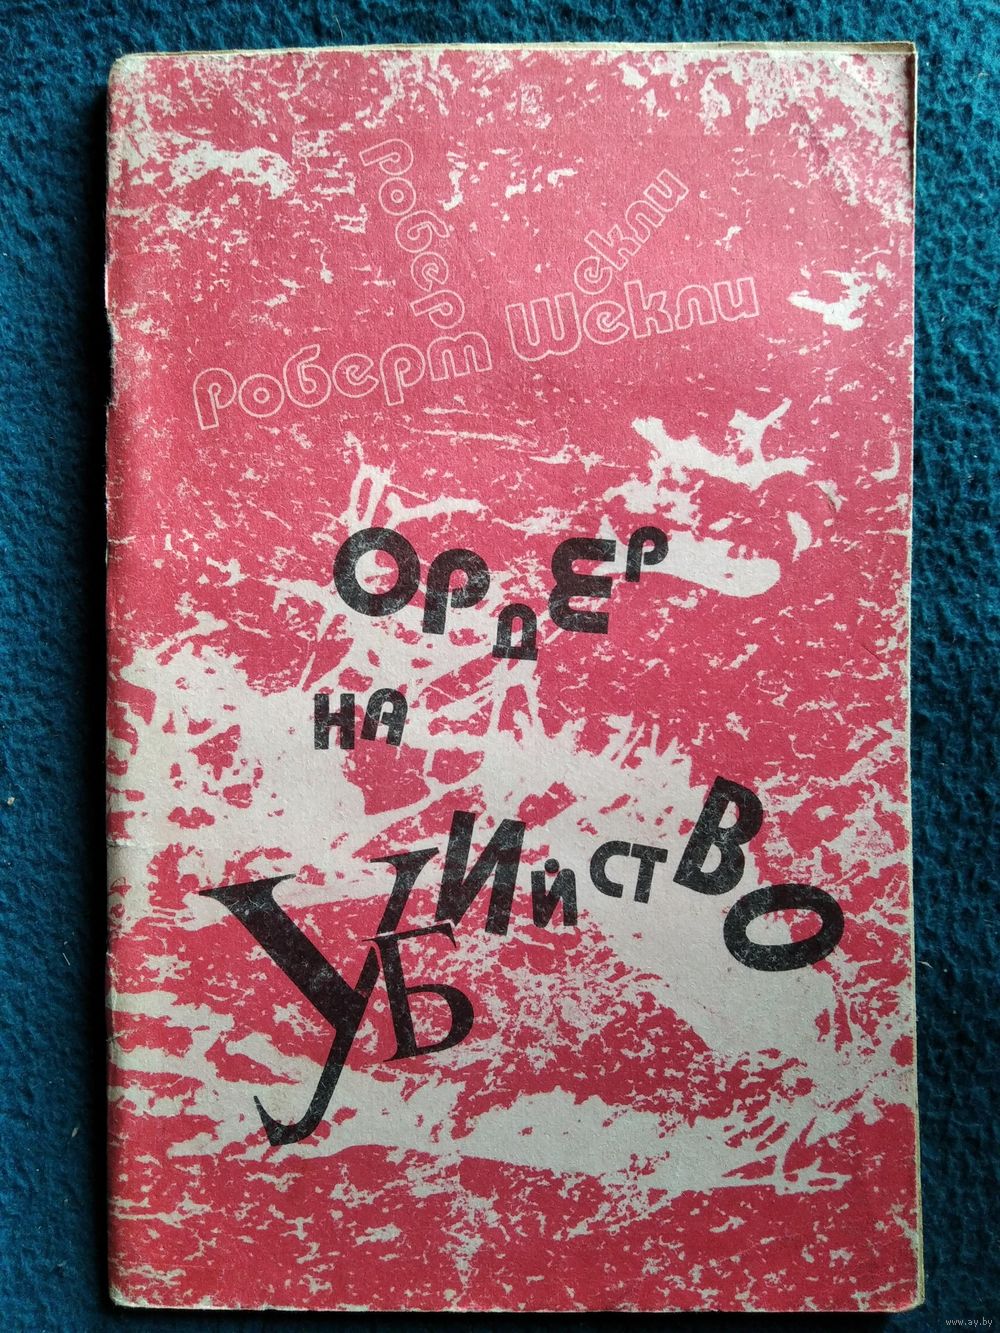 Роберт
Шекли
Роберт Шекли
ОРДЕР
НА
УБИЙСТВО
www.ay.by